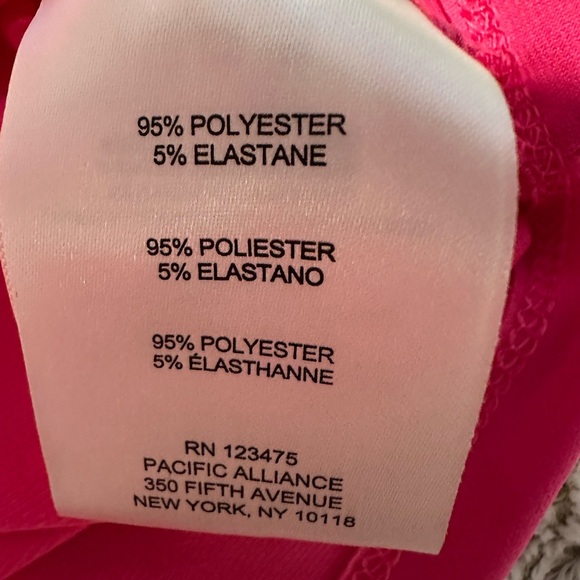 95% POLYESTER
5% ELASTANE
95% POLIESTER
5% ELASTANO
95% POLYESTER
5% ÉLASTHANNE
RN 123475
PACIFIC ALLIANCE
350 FIFTH AVENUE
NEW YORK, NY 10118